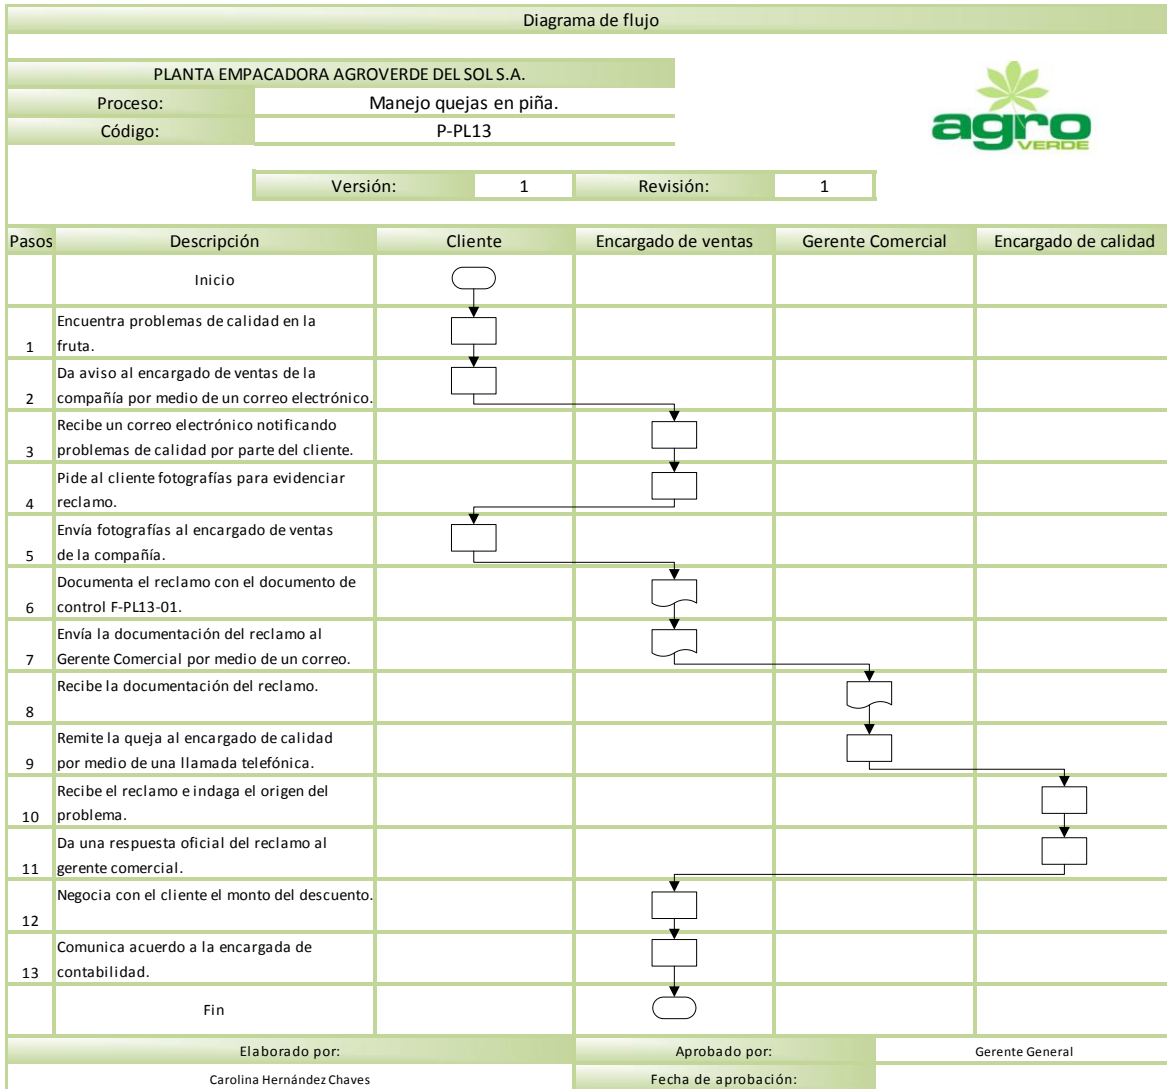 Diagrama de flujo
PLANTA EMPACADORA AGROVERDE DEL SOL S.A.
Proceso: Manejo quejas en piña.
Código: P-PL13
agro
VERDE
Versión: 1 Revisión: 1
Pasos Descripción Cliente Encargado de ventas Gerente Comercial Encargado de calidad
Inicio
Encuentra problemas de calidad en la
1 fruta.
Da aviso al encargado de ventas de la
2 compañía por medio de un correo electrónico.
Recibe un correo electrónico notificando
3 problemas de calidad por parte del cliente.
Pide al cliente fotografías para evidenciar
4 reclamo.
Envía fotografías al encargado de ventas
5 de la compañía.
Documenta el reclamo con el documento de
6 control F-PL13-01.
Envía la documentación del reclamo al
7 Gerente Comercial por medio de un correo.
Recibe la documentación del reclamo.
8
Remite la queja al encargado de calidad
9 por medio de una llamada telefónica.
Recibe el reclamo e indaga el origen del
10 problema.
Da una respuesta oficial del reclamo al
11 gerente comercial.
Negocia con el cliente el monto del descuento.
12
Comunica acuerdo a la encargada de
13 contabilidad.
Fin
Elaborado por: Aprobado por: Gerente General
Carolina Hernández Chaves Fecha de aprobación: